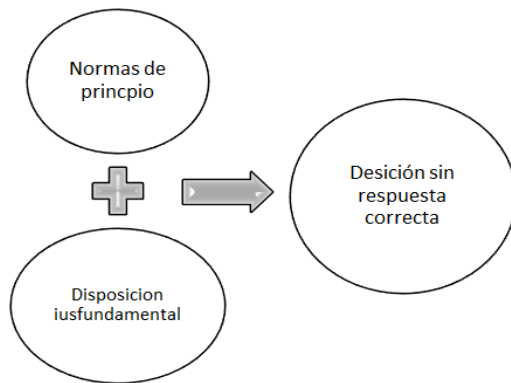 Normas de
princpio
Desición sin
respuesta
correcta
Disposicion
iusfundamental